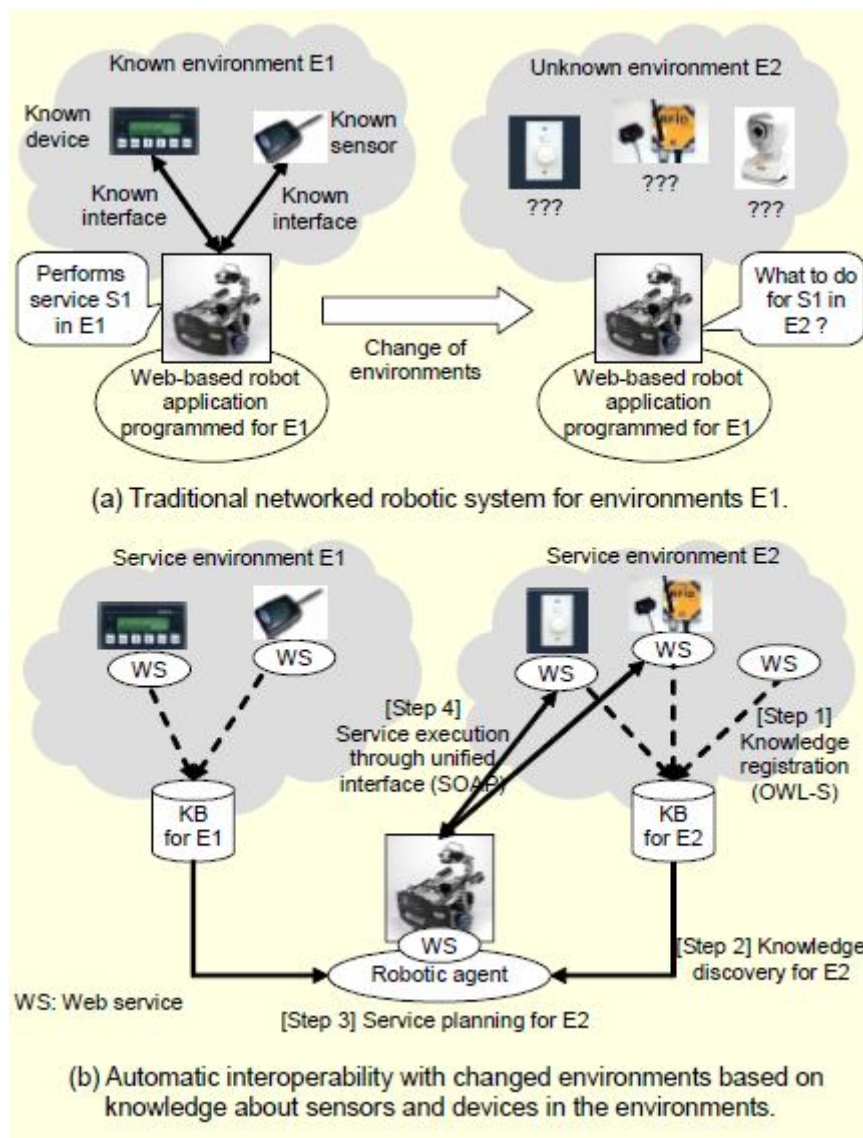 Known environment E1
Unknown environment E2
Known
device
Known
sensor
RFID
???
???
???
Known
interface
Known
interface
Performs
service S1
in E1
What to do
for S1 in
E2 ?
Change of
environments
Web-based robot
application
programmed for E1
Web-based robot
application
programmed for E1
(a) Traditional networked robotic system for environments E1.
Service environment E1
Service environment E2
RFID
WS
WS
WS
WS
WS
[Step 4]
Service execution
through unified
interface (SOAP)
[Step 1]
Knowledge
registration
(OWL-S)
KB
for E1
KB
for E2
WS
Robotic agent
[Step 2] Knowledge
discovery for E2
WS: Web service
[Step 3] Service planning for E2
(b) Automatic interoperability with changed environments based on
knowledge about sensors and devices in the environments.